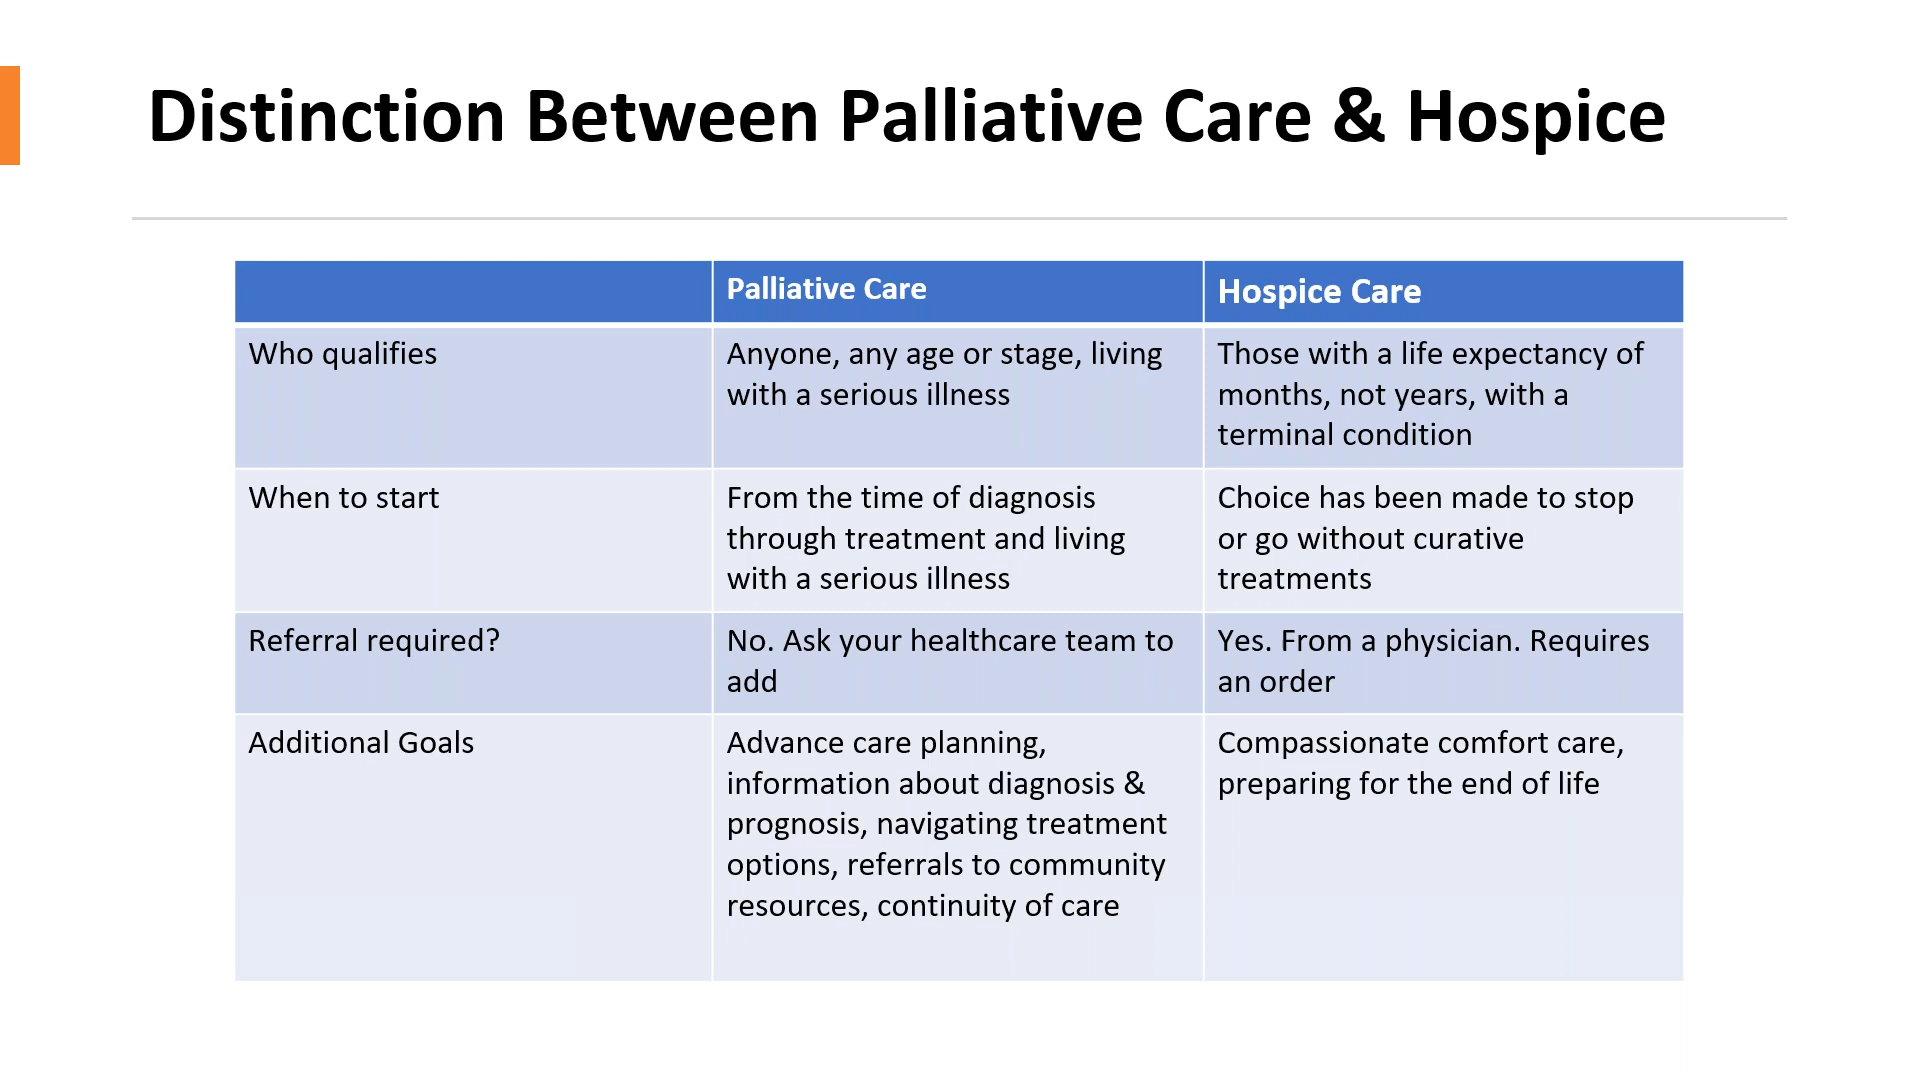 Distinction Between Palliative Care & Hospice
Palliative Care
Hospice Care
Who qualifies
Anyone, any age or stage, living
with a serious illness
Those with a life expectancy of
months, not years, with a
terminal condition
When to start
From the time of diagnosis
through treatment and living
with a serious illness
Choice has been made to stop
or go without curative
treatments
Referral required?
No. Ask your healthcare team to
add
Yes. From a physician. Requires
an order
Additional Goals
Advance care planning,
information about diagnosis &
prognosis, navigating treatment
options, referrals to community
resources, continuity of care
Compassionate comfort care,
preparing for the end of life